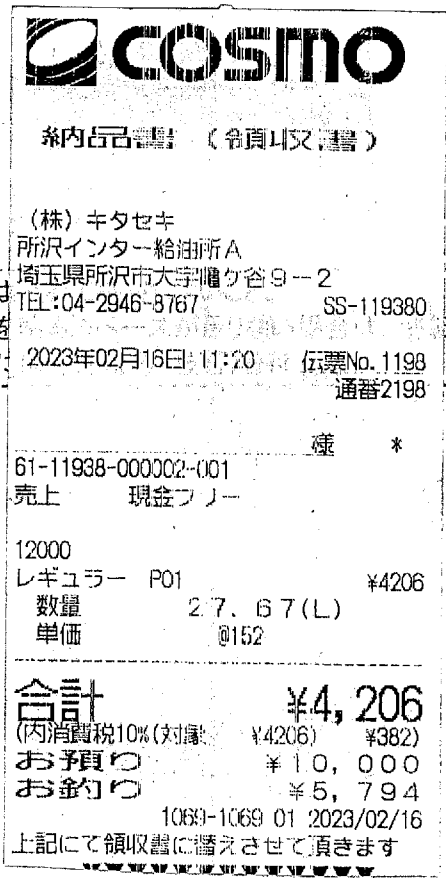 COSMO
納品書 (領収書)
(株)キタセキ
所沢インター給油所A
埼玉県所沢市大字亀ケ谷9-2
TEL:04-2946-8767 SS-119380
2023年02月16日 11:20 伝票No.1198
通番2198
様 *
61-11938-000002-001
売上 現金フリー
12000
レギュラー P01 ¥4206
数量 27.67(L)
単価 @152
合計 ¥4,206
(内消費税10%(対象 ¥4206) ¥382)
お預り ¥10,000
お釣り ¥5,794
1069-1069 01 2023/02/16
上記にて領収書に替えさせて頂きます